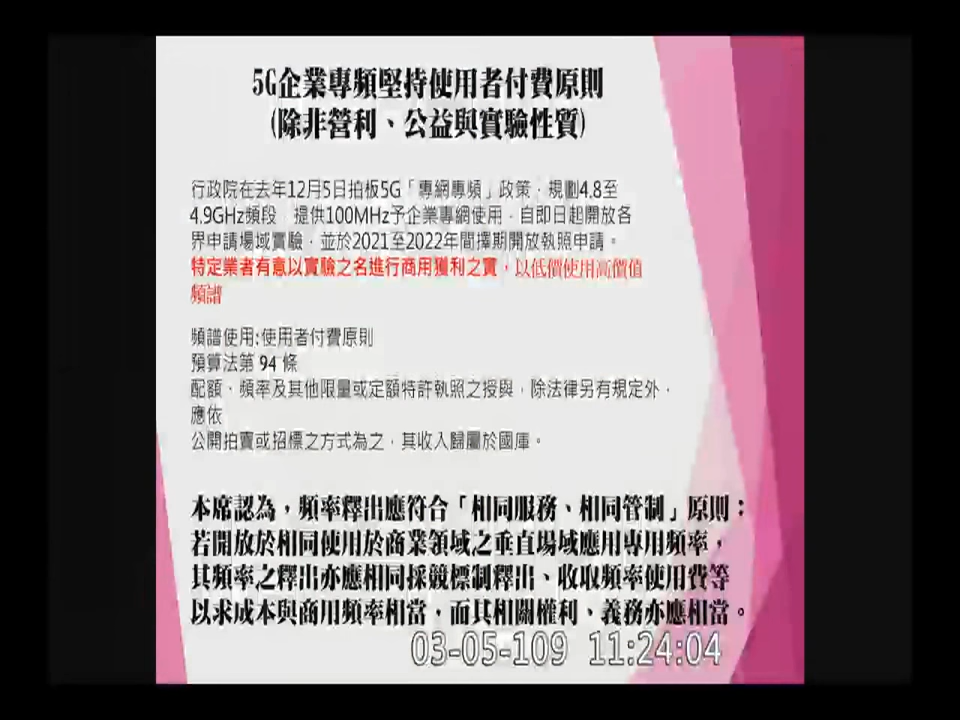 5G企業專頻堅持使用者付費原則
(除非營利、公益與實驗性質)
行政院在去年12月5日拍板5G「專網專頻」政策,規劃4.8至
4.9GHz頻段,提供100MHz予企業專網使用,自即日起開放各
界申請場域實驗,並於2021至2022年間擇期開放執照申請。
特定業者有意以實驗之名進行商用獲利之實,以低價使用高價值
頻譜
頻譜使用:使用者付費原則
預算法第 94 條
配額、頻率及其他限量或定額特許執照之授與,除法律另有規定外,
應依
公開拍賣或招標之方式為之,其收入歸屬於國庫。
本席認為,頻率釋出應符合「相同服務、相同管制」原則:
若開放於相同使用於商業領域之垂直場域應用專用頻率,
其頻率之釋出亦應相同採競標制釋出、收取頻率使用費等
以求成本與商用頻率相當,而其相關權利、義務亦應相當。
03-05-109 11:24:04